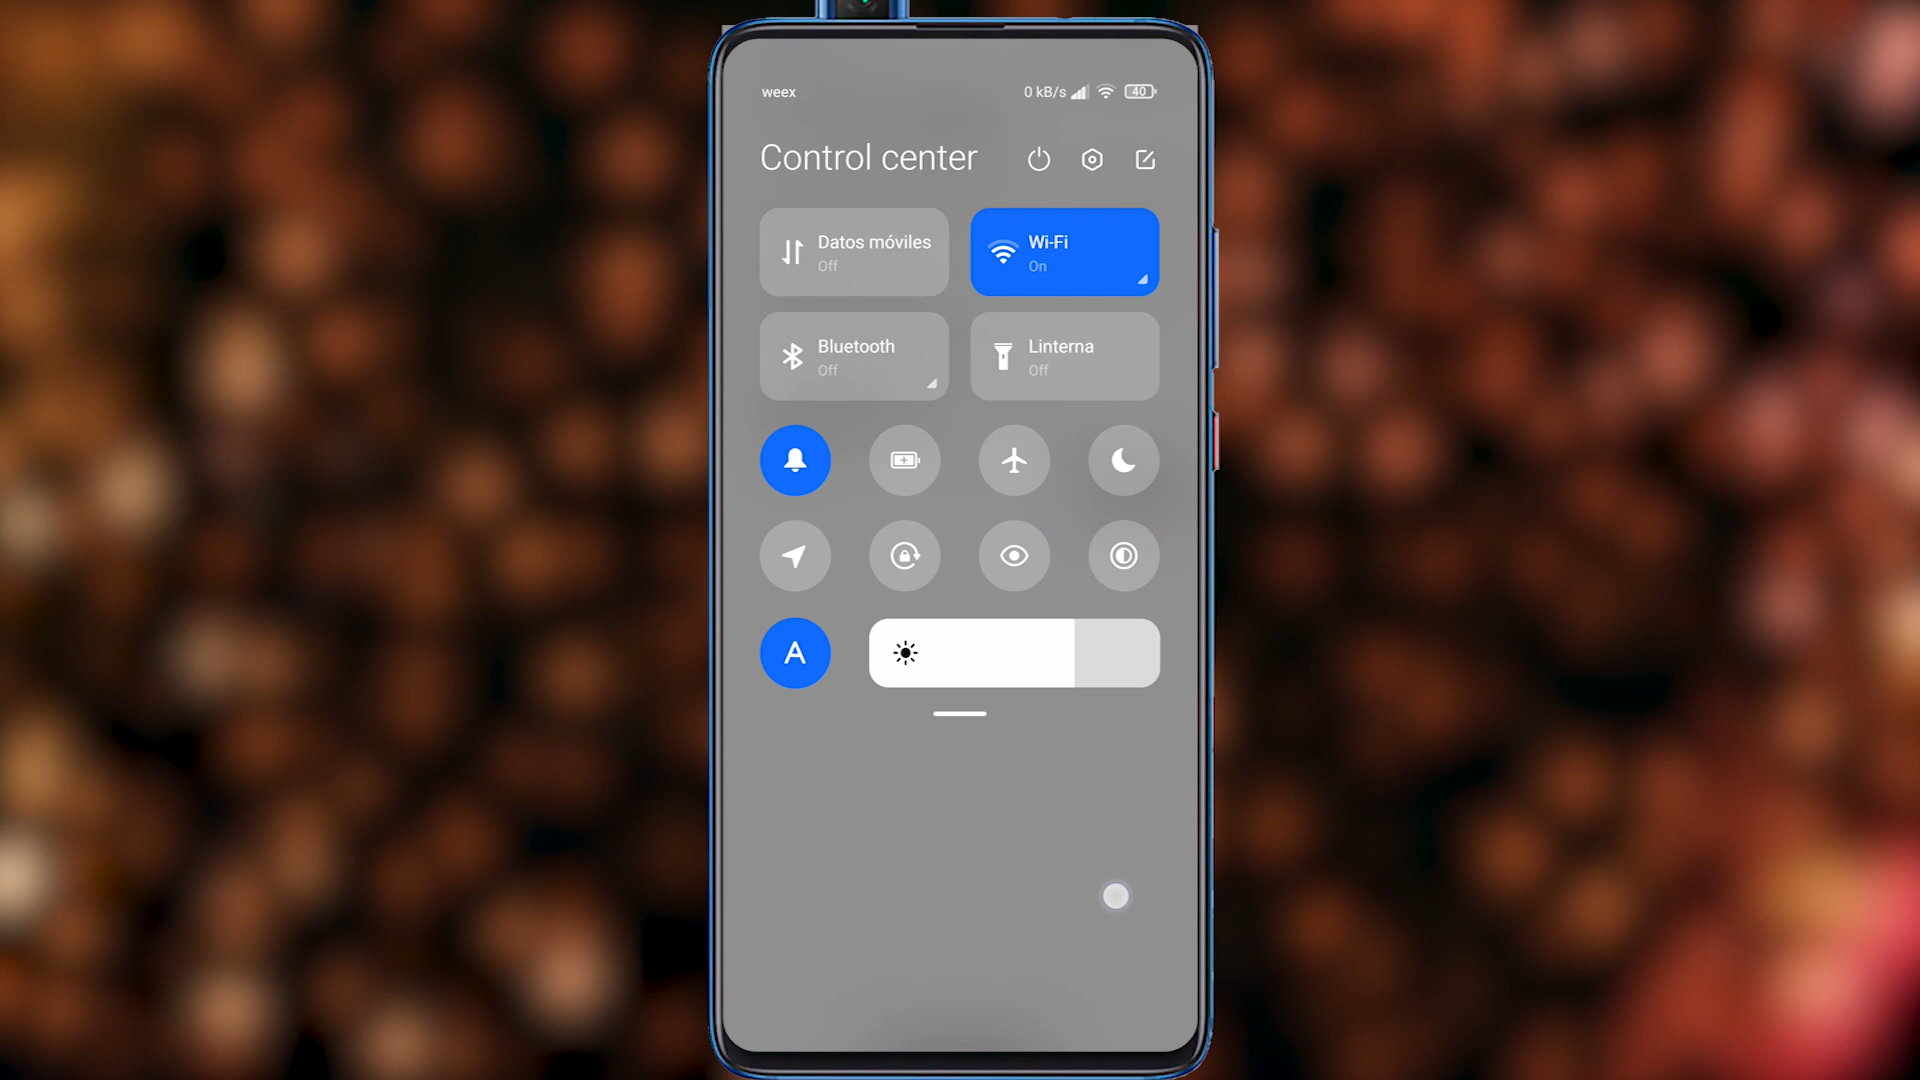 weex
0 kB/s
40
Control center
Datos móviles
Off
Wi-Fi
On
Bluetooth
Off
Linterna
Off
A